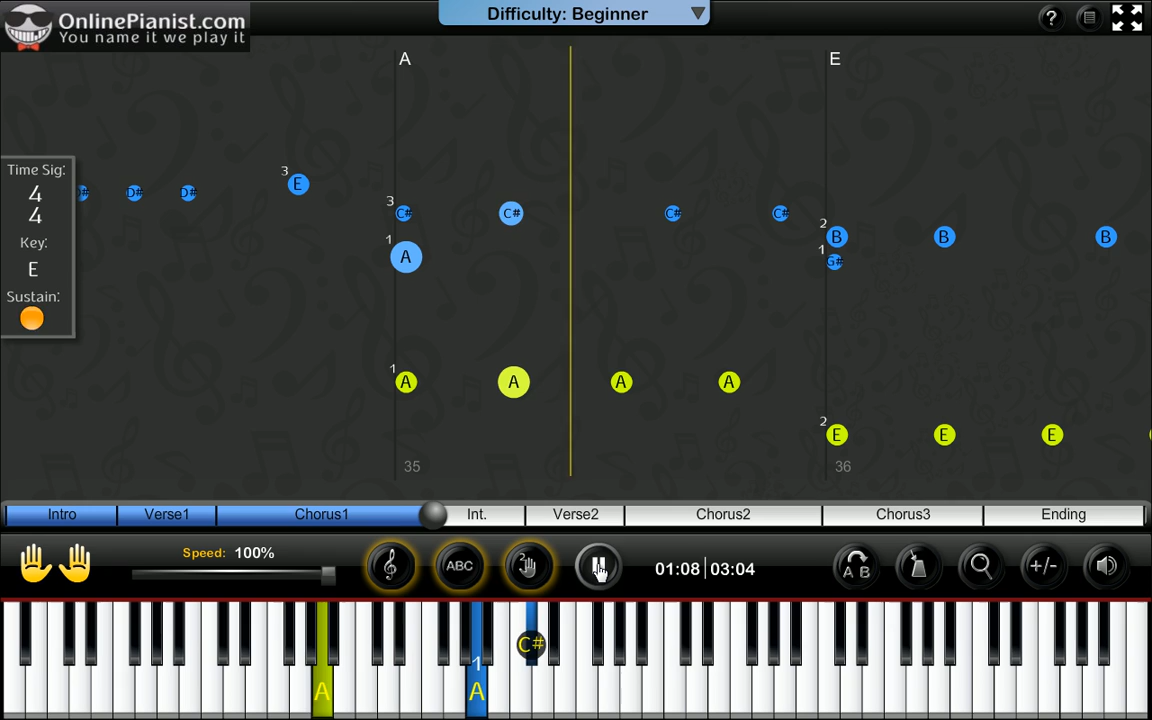 OnlinePianist.com
You name it we play it
Difficulty: Beginner
?
A
E
Time Sig:
4
4
Key:
E
Sustain:
D# D#
3
E
3
C# C# C# C#
1
A
2
B B B
1
G#
1
A A A A
2
E E E
35
36
Intro Verse1 Chorus1 Int. Verse2 Chorus2 Chorus3 Ending
Speed: 100%
ABC
2
01:08 | 03:04
A B
+/-
C#
1
A
A